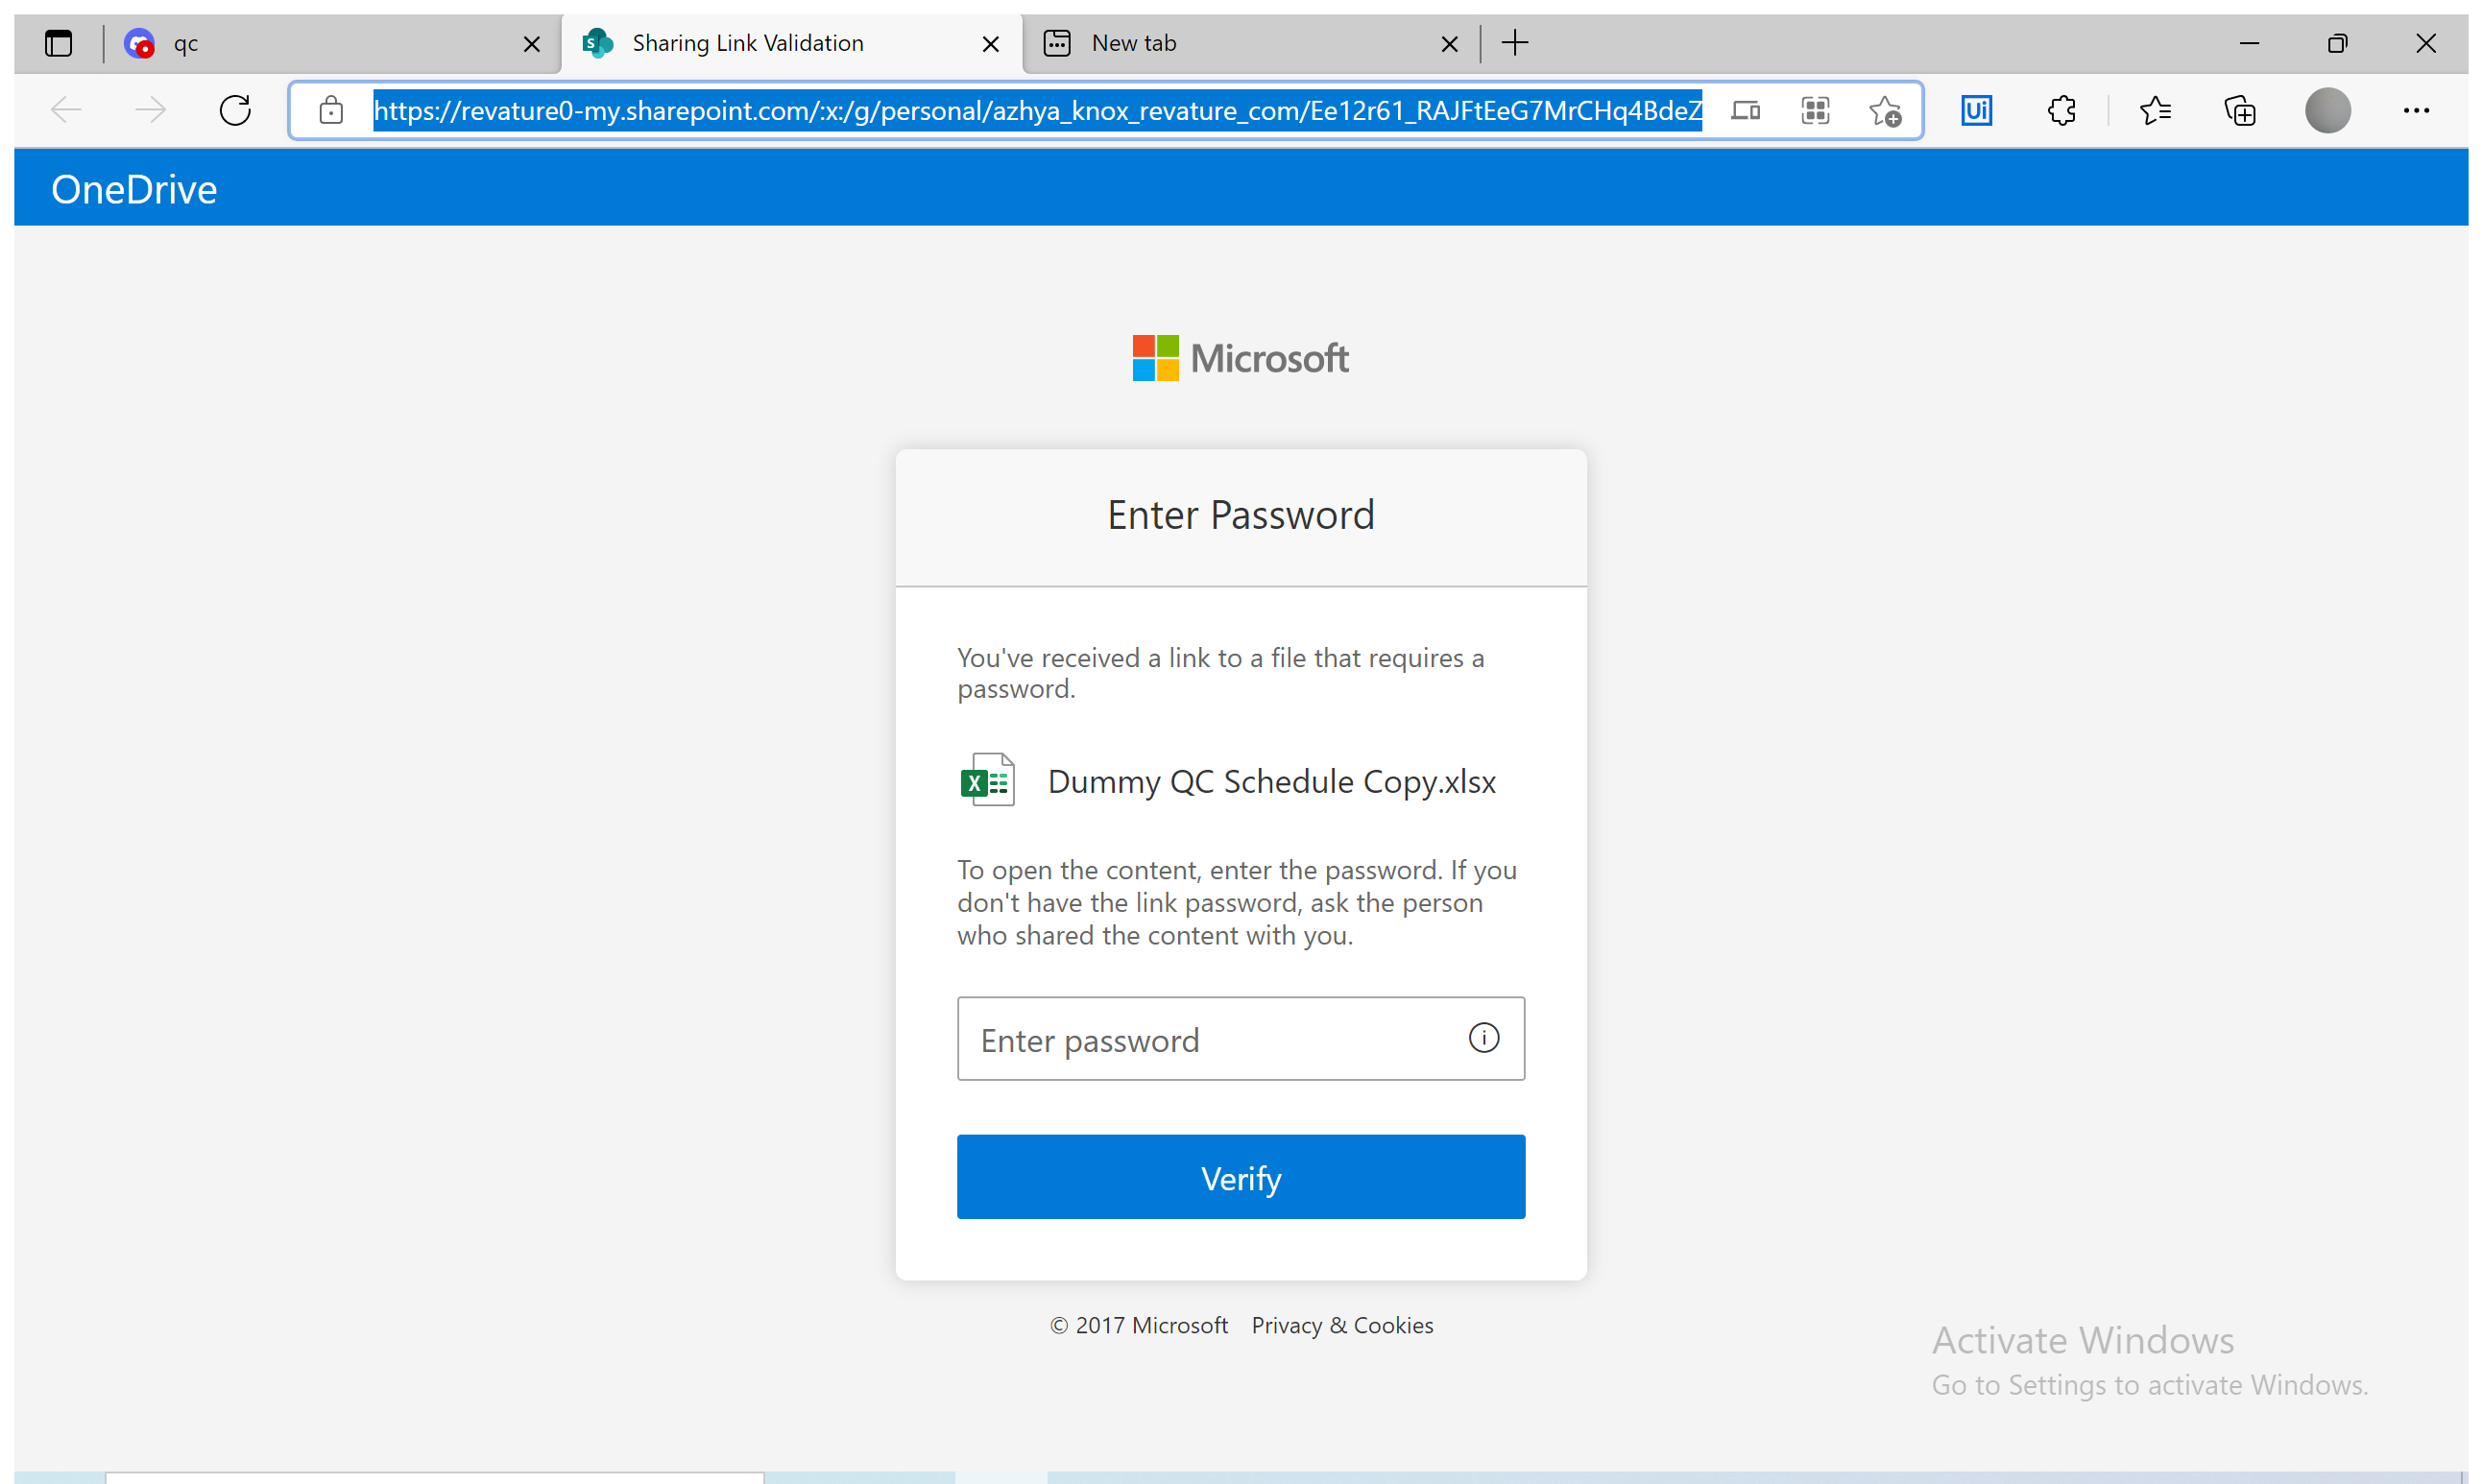 qc
Sharing Link Validation
New tab
https://revature0-my.sharepoint.com/:x:/g/personal/azhya_knox_revature_com/Ee12r61_RAJFtEeG7MrCHq4BdeZ
Ui
OneDrive
Microsoft
Enter Password
You've received a link to a file that requires a
password.
Dummy QC Schedule Copy.xlsx
To open the content, enter the password. If you
don't have the link password, ask the person
who shared the content with you.
Enter password
Verify
© 2017 Microsoft Privacy & Cookies
Activate Windows
Go to Settings to activate Windows.